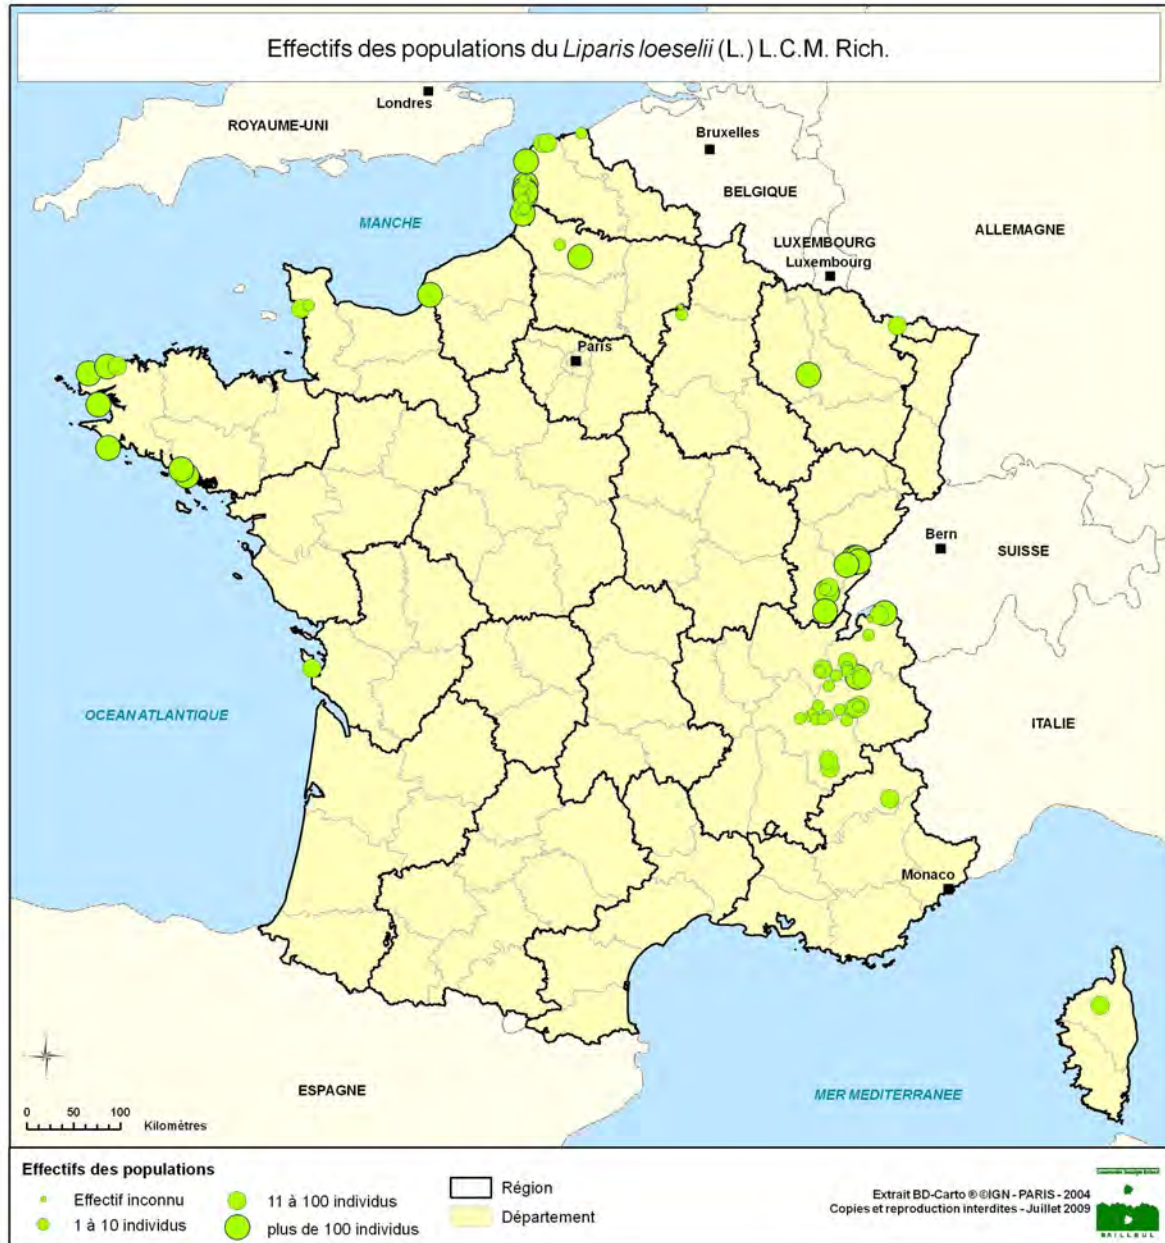 Effectifs des populations du Liparis loeselii (L.) L.C.M. Rich.
Londres
ROYAUME-UNI
Bruxelles
BELGIQUE
MANCHE
ALLEMAGNE
LUXEMBOURG
Luxembourg
Paris
Bern
SUISSE
OCEAN ATLANTIQUE
ITALIE
Monaco
ESPAGNE
MER MEDITERRANEE
0 50 100
Kilomètres
Effectifs des populations
Effectif inconnu
1 à 10 individus
11 à 100 individus
plus de 100 individus
Région
Département
Extrait BD-Carto ® ©IGN - PARIS - 2004
Copies et reproduction interdites - Juillet 2009
BAILLEUL